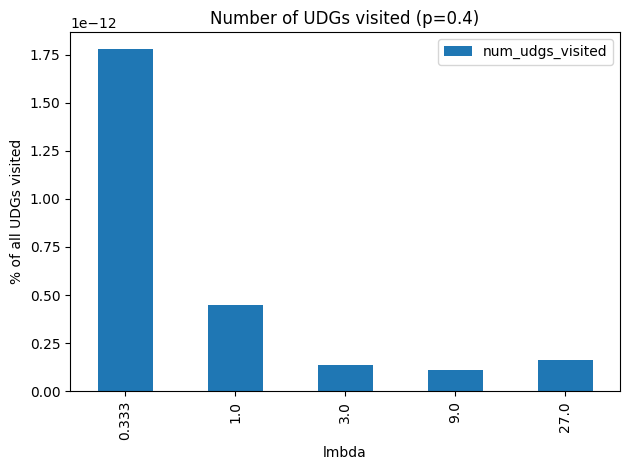 Number of UDGs visited (p=0.4)
1e−12
num_udgs_visited
% of all UDGs visited
1.75
1.50
1.25
1.00
0.75
0.50
0.25
0.00
0.333
1.0
3.0
9.0
27.0
lmbda